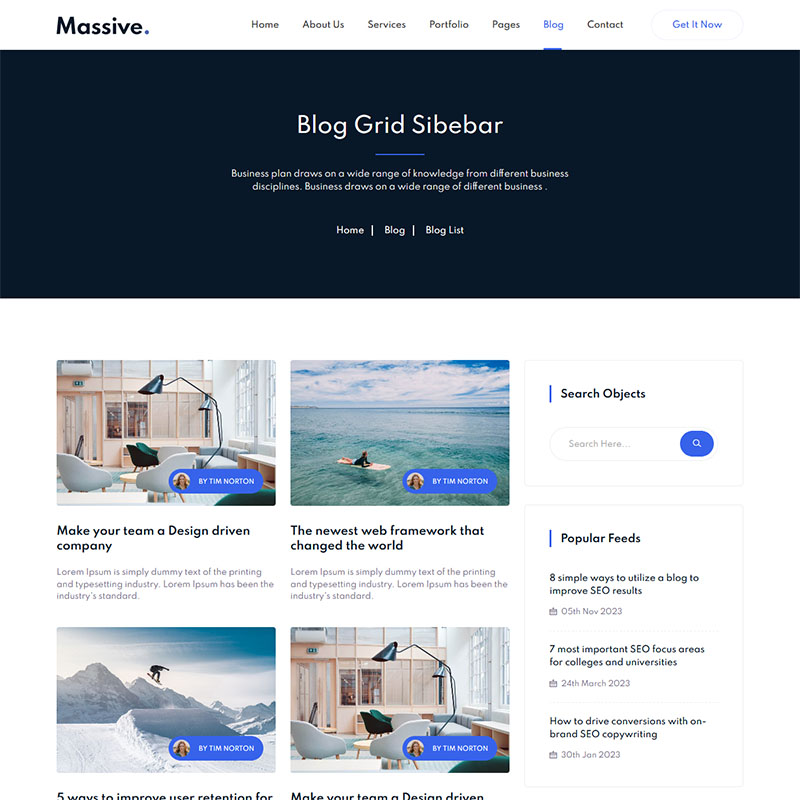 Massive.
Home
About Us
Services
Portfolio
Pages
Blog
Contact
Get It Now
Blog Grid Sibebar
Business plan draws on a wide range of knowledge from different business
disciplines. Business draws on a wide range of different business .
Home | Blog | Blog List
BY TIM NORTON
Make your team a Design driven
company
Lorem Ipsum is simply dummy text of the printing
and typesetting industry. Lorem Ipsum has been the
industry's standard.
BY TIM NORTON
The newest web framework that
changed the world
Lorem Ipsum is simply dummy text of the printing
and typesetting industry. Lorem Ipsum has been the
industry's standard.
BY TIM NORTON
5 ways to improve user retention for
BY TIM NORTON
Make your team a Design driven
Search Objects
Search Here...
Popular Feeds
8 simple ways to utilize a blog to
improve SEO results
05th Nov 2023
7 most important SEO focus areas
for colleges and universities
24th March 2023
How to drive conversions with on-
brand SEO copywriting
30th Jan 2023